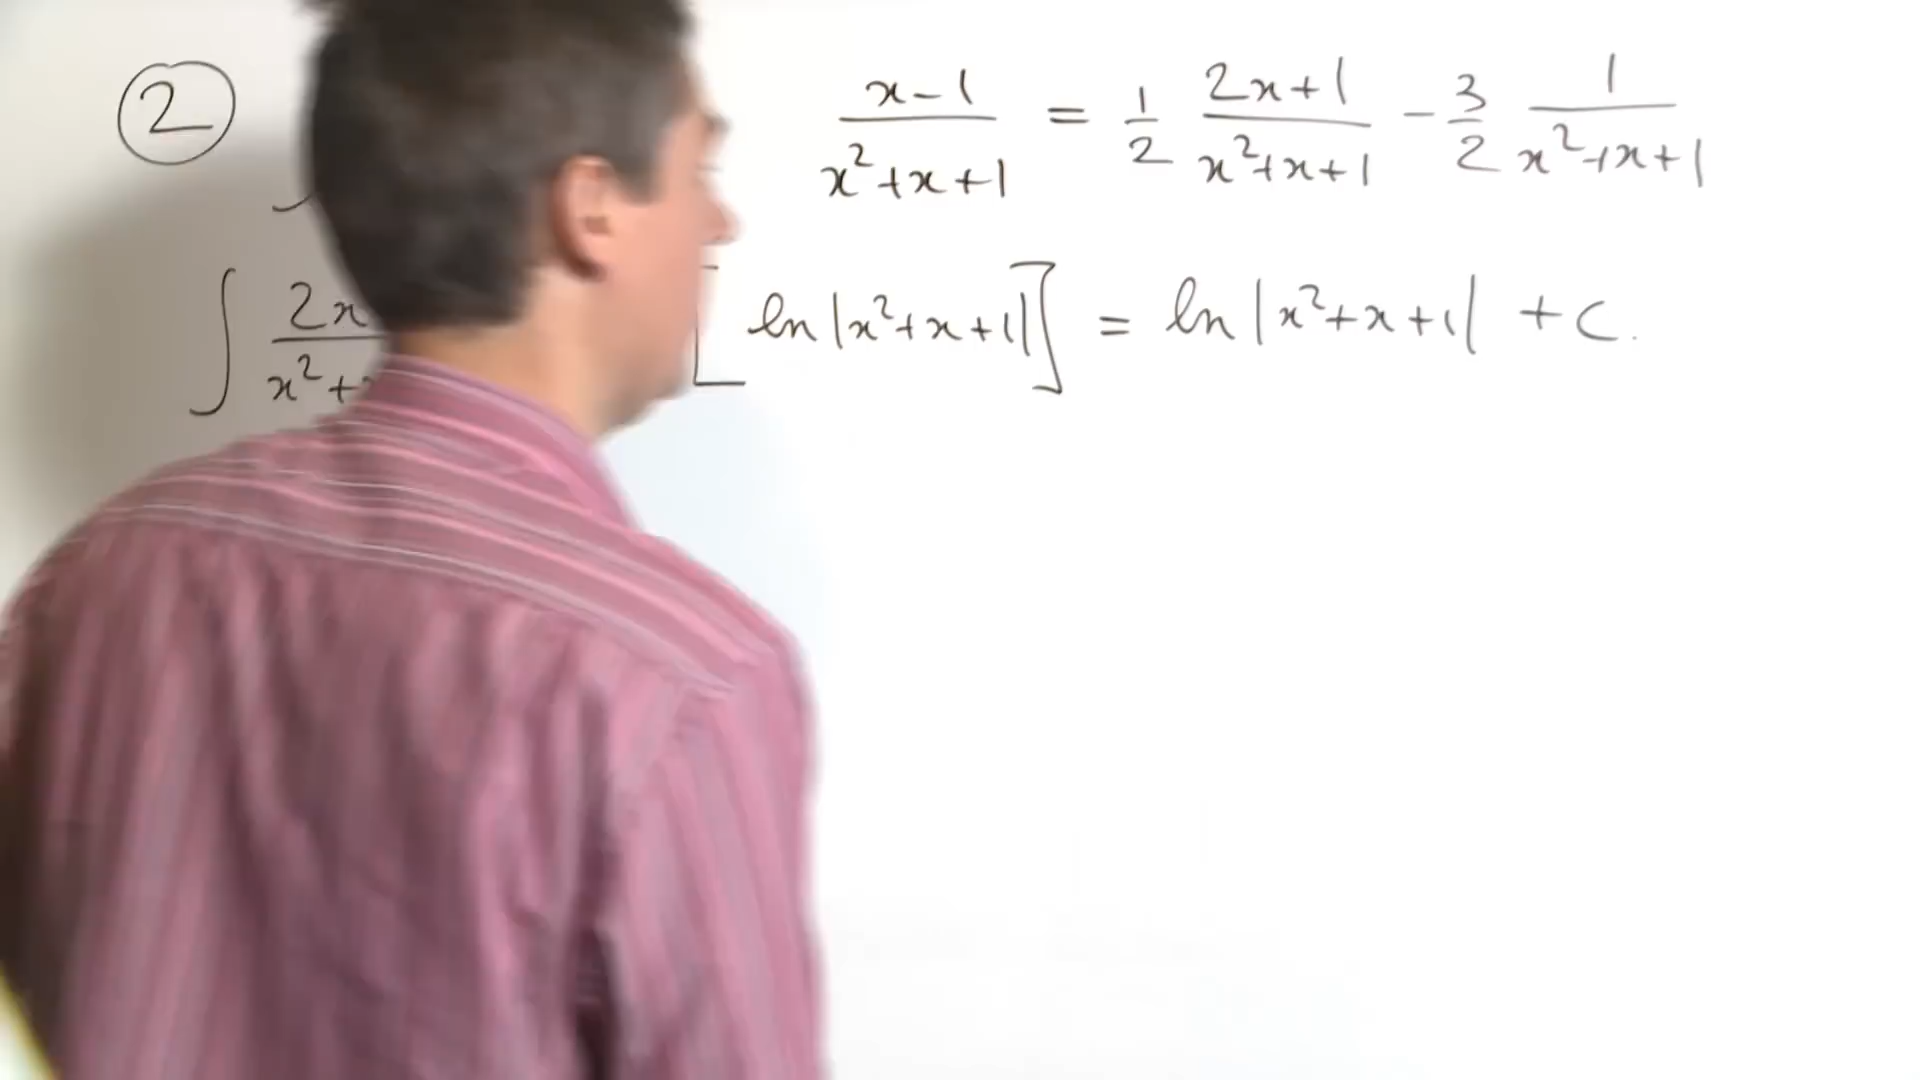 ② x-1 / x²+x+1 = 1/2 2x+1 / x²+x+1 - 3/2 1 / x²+x+1
∫ 2x / x²+ [ln|x²+x+1|] = ln|x²+x+1| + c.